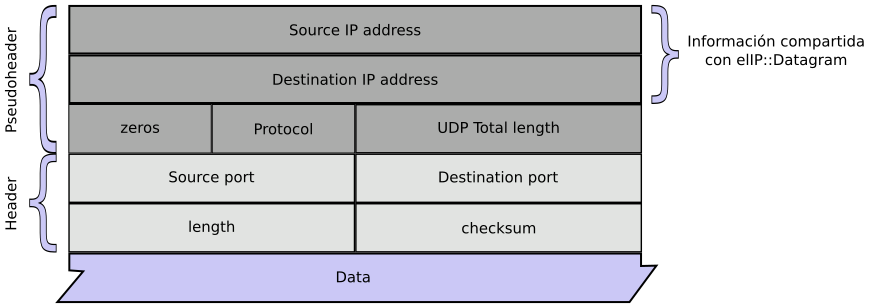 Pseudoheader
Source IP address
Destination IP address
zeros
Protocol
UDP Total length
Información compartida
con elIP::Datagram
Header
Source port
Destination port
length
checksum
Data